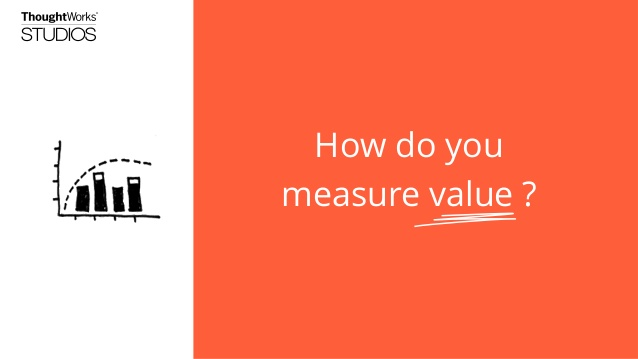 ThoughtWorks®
STUDIOS
How do you
measure value ?